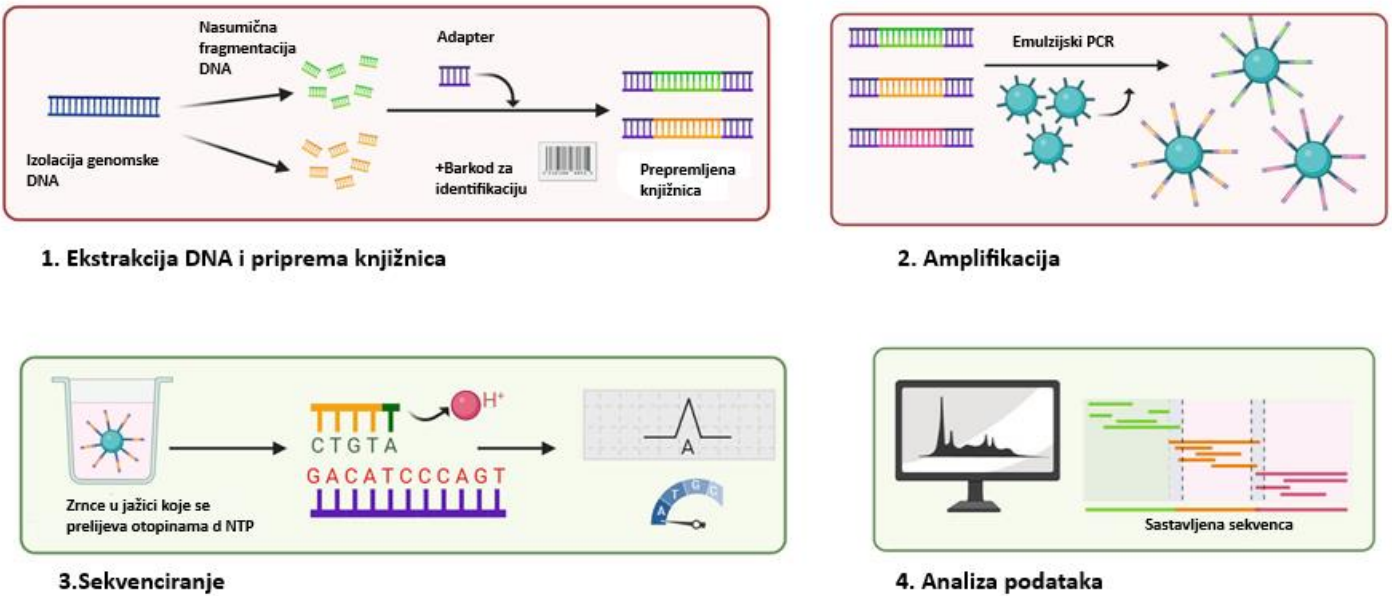 Nasumična
fragmentacija
DNA
Adapter
Izolacija genomske
DNA
+Barkod za
identifikaciju
Prepremljena
knjižnica
1. Ekstrakcija DNA i priprema knjižnica
Emulzijski PCR
2. Amplifikacija
H⁺
CTGTA
GACATCCCAGT
A
A T G C
Zrnce u jažici koje se
prelijeva otopinama d NTP
3.Sekvenciranje
Sastavljena sekvenca
4. Analiza podataka